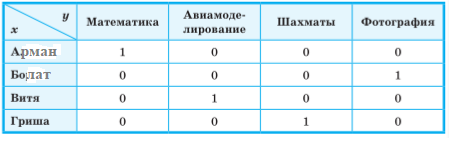 y
x
Математика
Авиамоде-
лирование
Шахматы
Фотография
Арман 1 0 0 0
Болат 0 0 0 1
Витя 0 1 0 0
Гриша 0 0 1 0